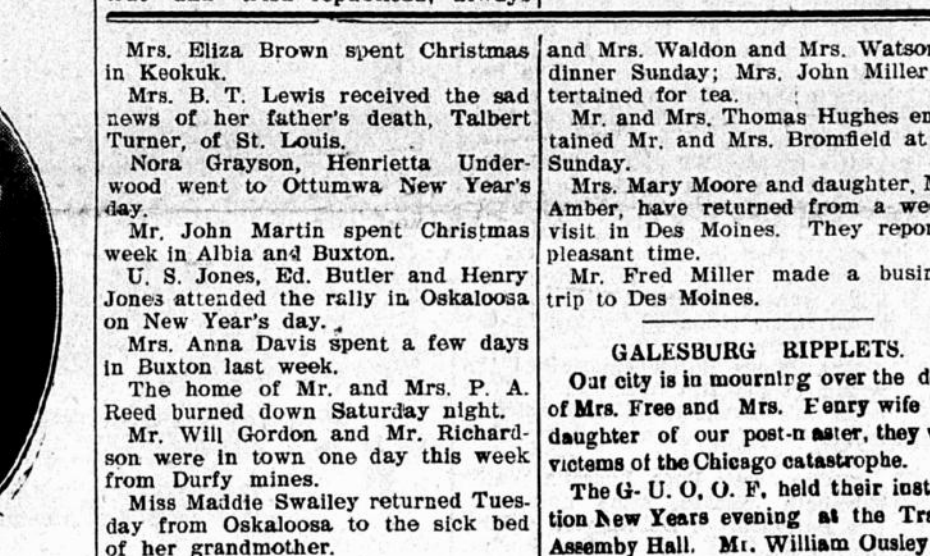 Mrs. Eliza Brown spent Christmas
in Keokuk.
Mrs. B. T. Lewis received the sad
news of her father's death, Talbert
Turner, of St. Louis.
Nora Grayson, Henrietta Under-
wood went to Ottumwa New Year's
day.
Mr. John Martin spent Christmas
week in Albia and Buxton.
U. S. Jones, Ed. Butler and Henry
Jones attended the rally in Oskaloosa
on New Year's day.
Mrs. Anna Davis spent a few days
in Buxton last week.
The home of Mr. and Mrs. P. A.
Reed burned down Saturday night.
Mr. Will Gordon and Mr. Richard-
son were in town one day this week
from Durfy mines.
Miss Maddie Swailey returned Tues-
day from Oskaloosa to the sick bed
of her grandmother.
and Mrs. Waldon and Mrs. Watson
dinner Sunday; Mrs. John Miller
tertained for tea.
Mr. and Mrs. Thomas Hughes en
tained Mr. and Mrs. Bromfield at
Sunday.
Mrs. Mary Moore and daughter,
Amber, have returned from a we
visit in Des Moines. They repor
pleasant time.
Mr. Fred Miller made a busin
trip to Des Moines.
GALESBURG RIPPLETS.
Our city is in mourning over the d
of Mrs. Free and Mrs. Fenry wife
daughter of our post-n aster, they
victems of the Chicago catastrophe.
The G- U. O. O. F. held their inst
tion New Years evening at the Tr
Assemby Hall. Mr. William Ousley